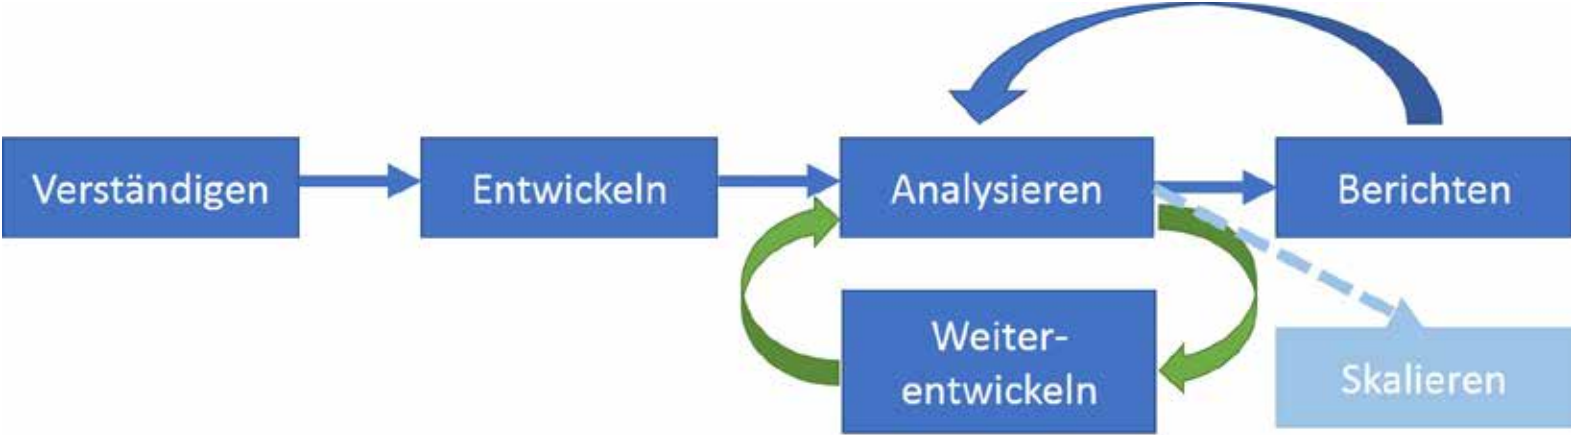 Verständigen
Entwickeln
Analysieren
Berichten
Weiter-
entwickeln
Skalieren